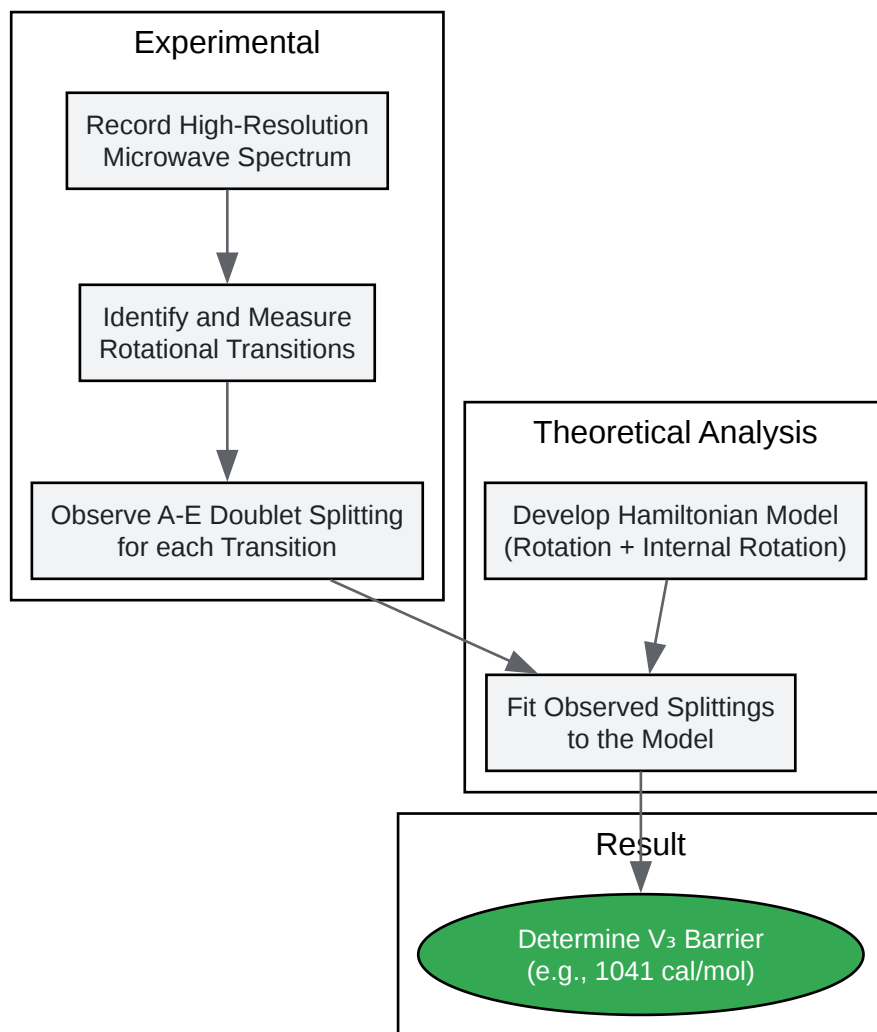 Experimental
Record High-Resolution
Microwave Spectrum
Identify and Measure
Rotational Transitions
Observe A-E Doublet Splitting
for each Transition
Theoretical Analysis
Develop Hamiltonian Model
(Rotation + Internal Rotation)
Fit Observed Splittings
to the Model
Result
Determine V₃ Barrier
(e.g., 1041 cal/mol)